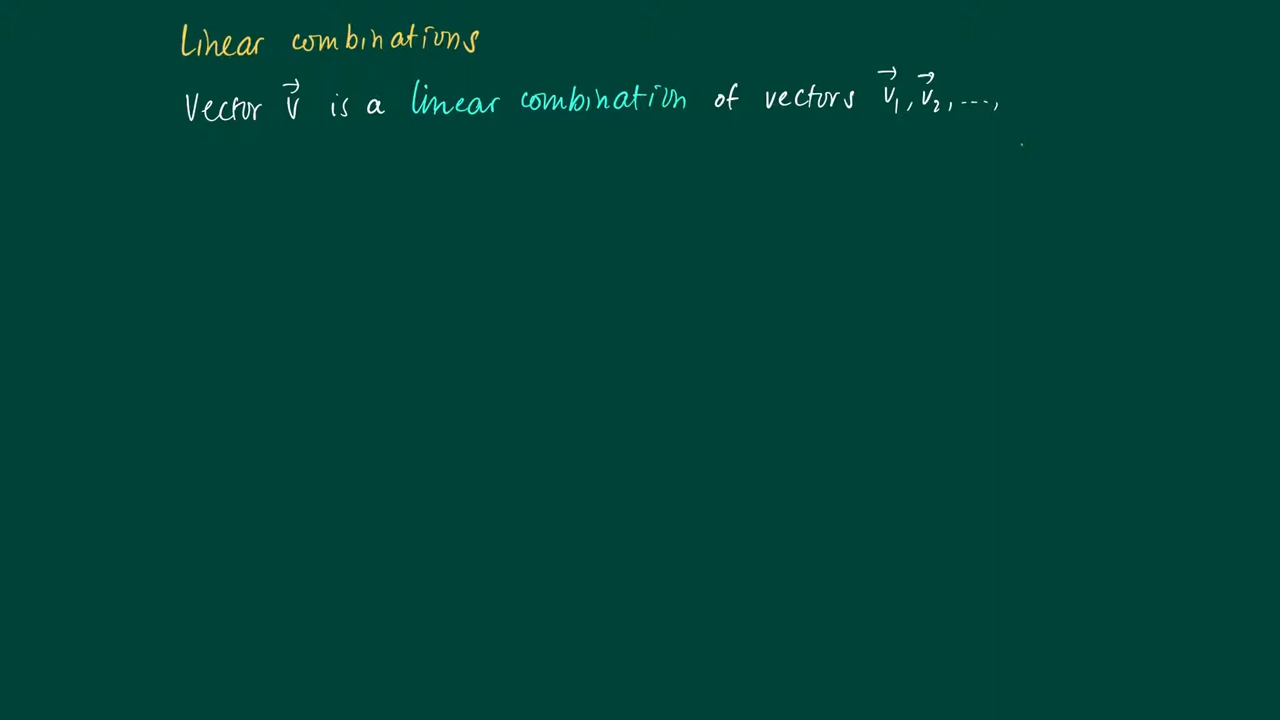 Linear combinations
Vector v⃗ is a linear combination of vectors v⃗₁, v⃗₂, ....,